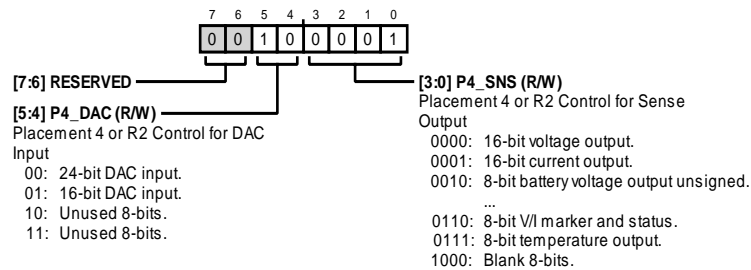 7 6 5 4 3 2 1 0
0 0 1 0 0 0 0 1
[7:6] RESERVED
[5:4] P4_DAC (R/W)
Placement 4 or R2 Control for DAC
Input
00: 24-bit DAC input.
01: 16-bit DAC input.
10: Unused 8-bits.
11: Unused 8-bits.
[3:0] P4_SNS (R/W)
Placement 4 or R2 Control for Sense
Output
0000: 16-bit voltage output.
0001: 16-bit current output.
0010: 8-bit battery voltage output unsigned.
...
0110: 8-bit V/I marker and status.
0111: 8-bit temperature output.
1000: Blank 8-bits.